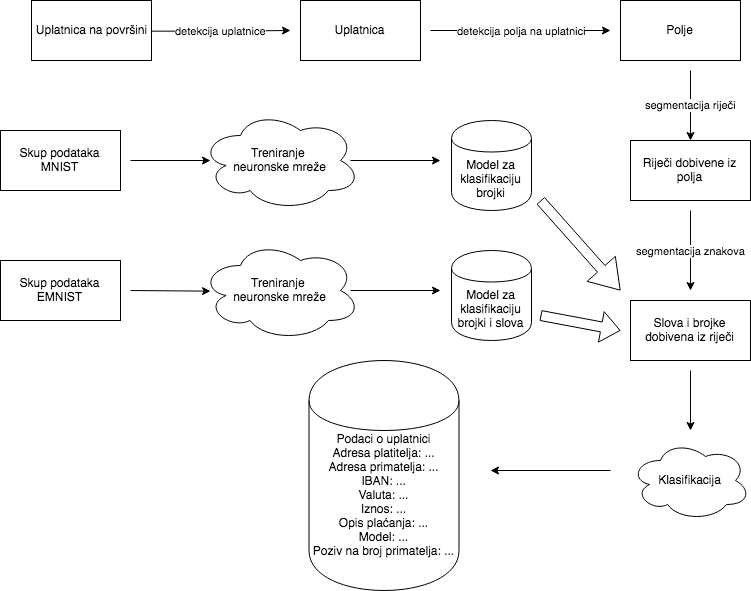 Uplatnica na površini
detekcija uplatnice
Uplatnica
detekcija polja na uplatnici
Polje
segmentacija riječi
Skup podataka
MNIST
Treniranje
neuronske mreže
Model za
klasifikaciju
brojki
Riječi dobivene iz
polja
segmentacija znakova
Skup podataka
EMNIST
Treniranje
neuronske mreže
Model za
klasifikaciju
brojki i slova
Slova i brojke
dobivena iz riječi
Klasifikacija
Podaci o uplatnici
Adresa platitelja: ...
Adresa primatelja: ...
IBAN: ...
Valuta: ...
Iznos: ...
Opis plaćanja: ...
Model: ...
Poziv na broj primatelja: ...